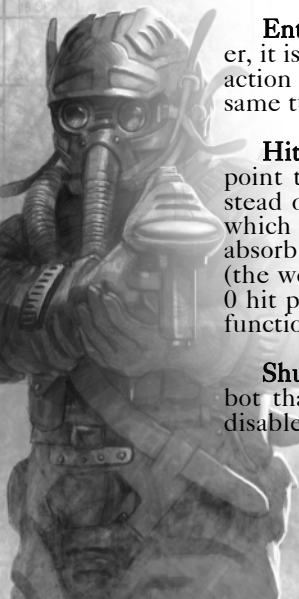 Ent
er, it is
action
same t
Hit
point t
stead o
which
absorb
(the wo
0 hit p
functio
Shu
bot tha
disable